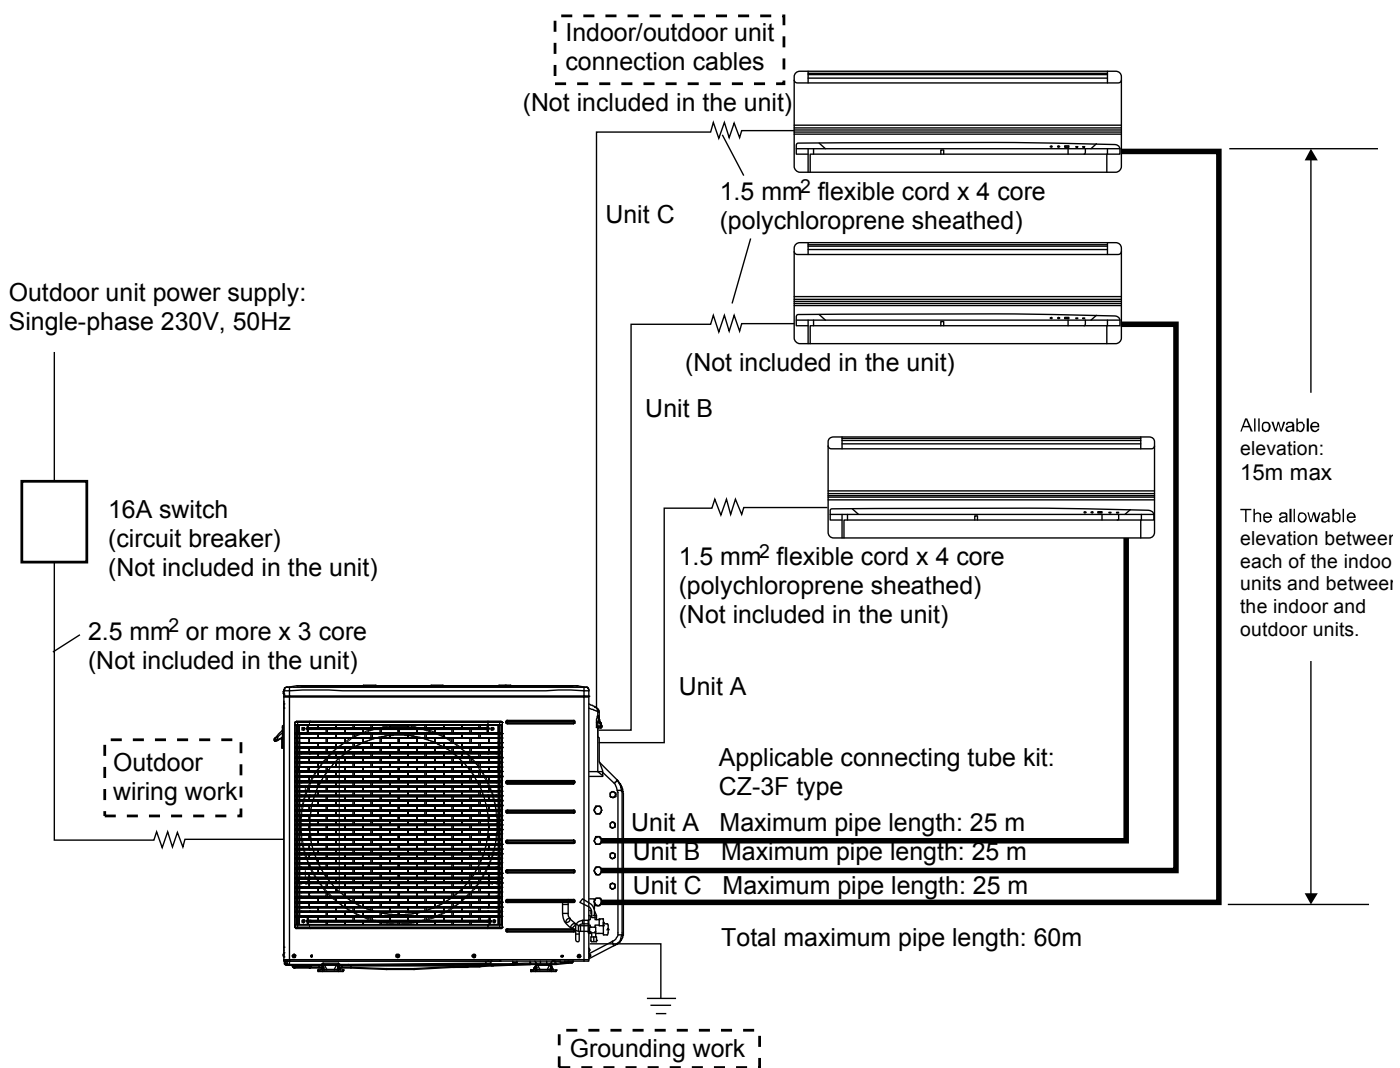 Indoor/outdoor unit
connection cables
(Not included in the unit)
1.5 mm² flexible cord x 4 core
(polychloroprene sheathed)
Unit C
Outdoor unit power supply:
Single-phase 230V, 50Hz
(Not included in the unit)
Unit B
Allowable
elevation:
15m max
The allowable
elevation between
each of the indoo
units and between
the indoor and
outdoor units.
16A switch
(circuit breaker)
(Not included in the unit)
1.5 mm² flexible cord x 4 core
(polychloroprene sheathed)
(Not included in the unit)
2.5 mm² or more x 3 core
(Not included in the unit)
Unit A
Outdoor
wiring work
Applicable connecting tube kit:
CZ-3F type
Unit A Maximum pipe length: 25 m
Unit B Maximum pipe length: 25 m
Unit C Maximum pipe length: 25 m
Total maximum pipe length: 60m
Grounding work